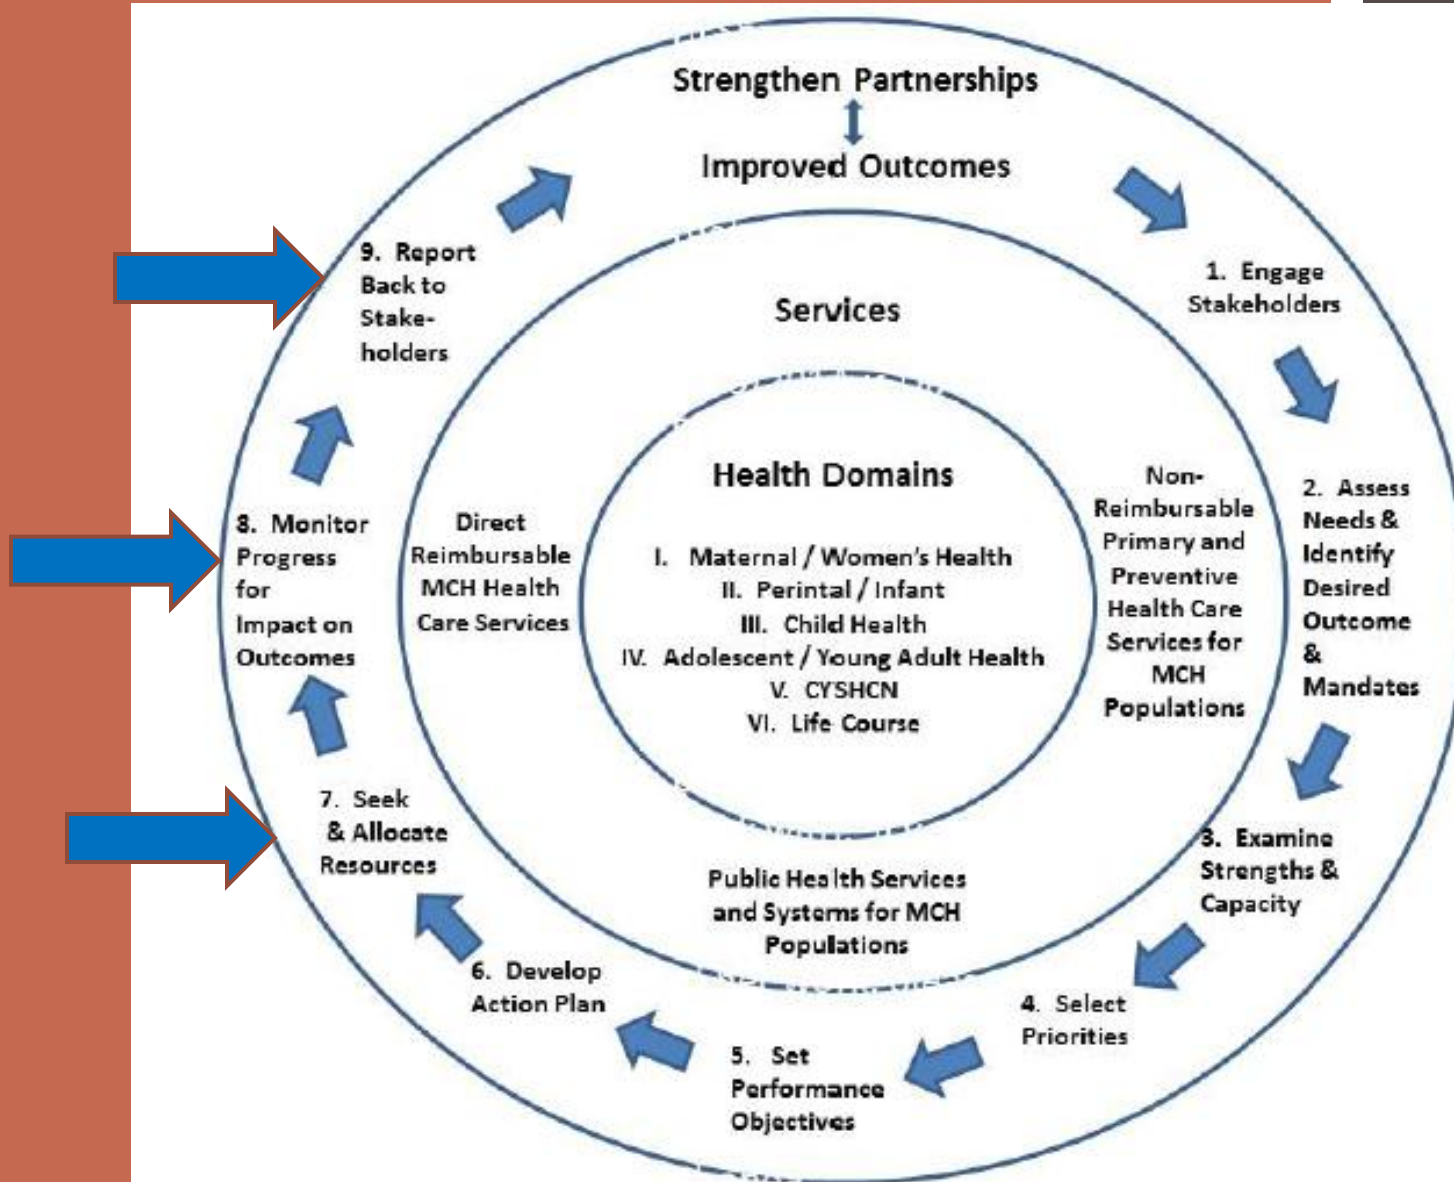 Strengthen Partnerships
Improved Outcomes
1. Engage
Stakeholders
2. Assess
Needs &
Identify
Desired
Outcome
&
Mandates
3. Examine
Strengths &
Capacity
4. Select
Priorities
5. Set
Performance
Objectives
6. Develop
Action Plan
7. Seek
& Allocate
Resources
8. Monitor
Progress
for
Impact on
Outcomes
9. Report
Back to
Stake-
holders
Services
Direct
Reimbursable
MCH Health
Care Services
Non-
Reimbursable
Primary and
Preventive
Health Care
Services for
MCH
Populations
Public Health Services
and Systems for MCH
Populations
Health Domains
I. Maternal / Women's Health
II. Perintal / Infant
III. Child Health
IV. Adolescent / Young Adult Health
V. CYSHCN
VI. Life Course